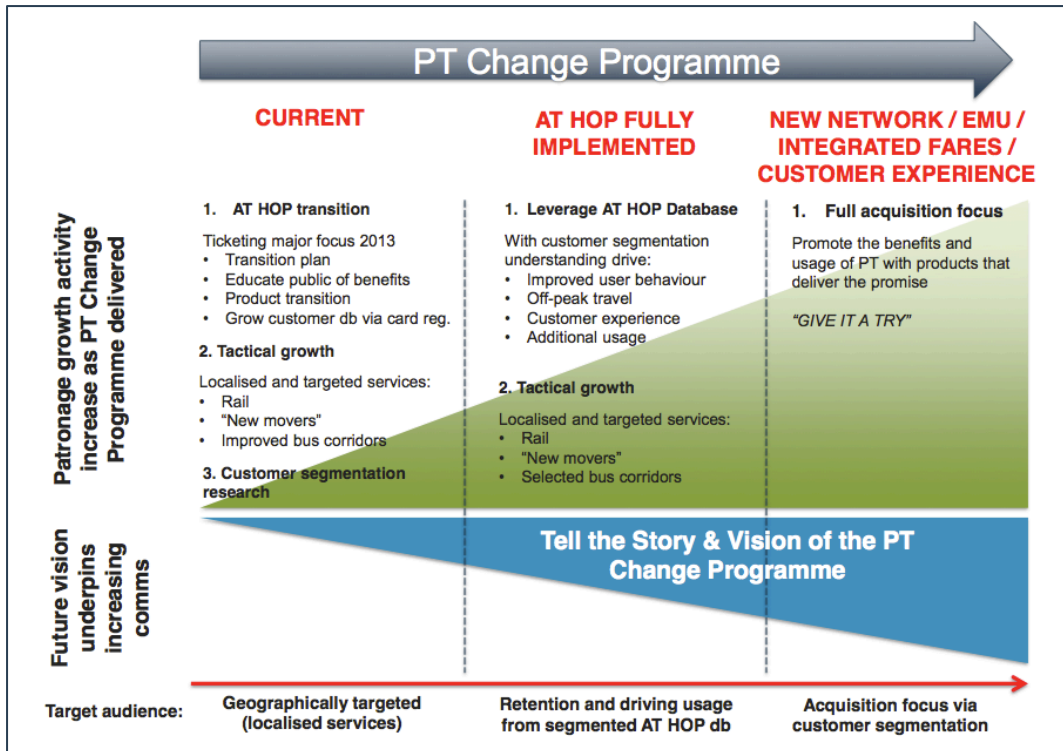 PT Change Programme
CURRENT
AT HOP FULLY
IMPLEMENTED
NEW NETWORK / EMU /
INTEGRATED FARES /
CUSTOMER EXPERIENCE
Patronage growth activity
increase as PT Change
Programme delivered
1. AT HOP transition
Ticketing major focus 2013
• Transition plan
• Educate public of benefits
• Product transition
• Grow customer db via card reg.
2. Tactical growth
Localised and targeted services:
• Rail
• "New movers"
• Improved bus corridors
3. Customer segmentation
research
1. Leverage AT HOP Database
With customer segmentation
understanding drive:
• Improved user behaviour
• Off-peak travel
• Customer experience
• Additional usage
2. Tactical growth
Localised and targeted services:
• Rail
• "New movers"
• Selected bus corridors
1. Full acquisition focus
Promote the benefits and
usage of PT with products that
deliver the promise
"GIVE IT A TRY"
Future vision
underpins
increasing
comms
Tell the Story & Vision of the PT
Change Programme
Target audience:
Geographically targeted
(localised services)
Retention and driving usage
from segmented AT HOP db
Acquisition focus via
customer segmentation